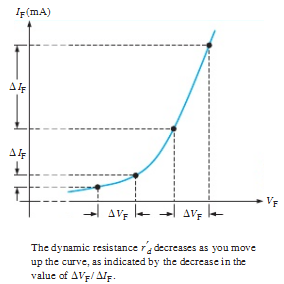 I_F(mA)
ΔI_F
ΔI_F
ΔV_F ΔV_F
V_F
The dynamic resistance r'_d decreases as you move
up the curve, as indicated by the decrease in the
value of ΔV_F/ΔI_F.